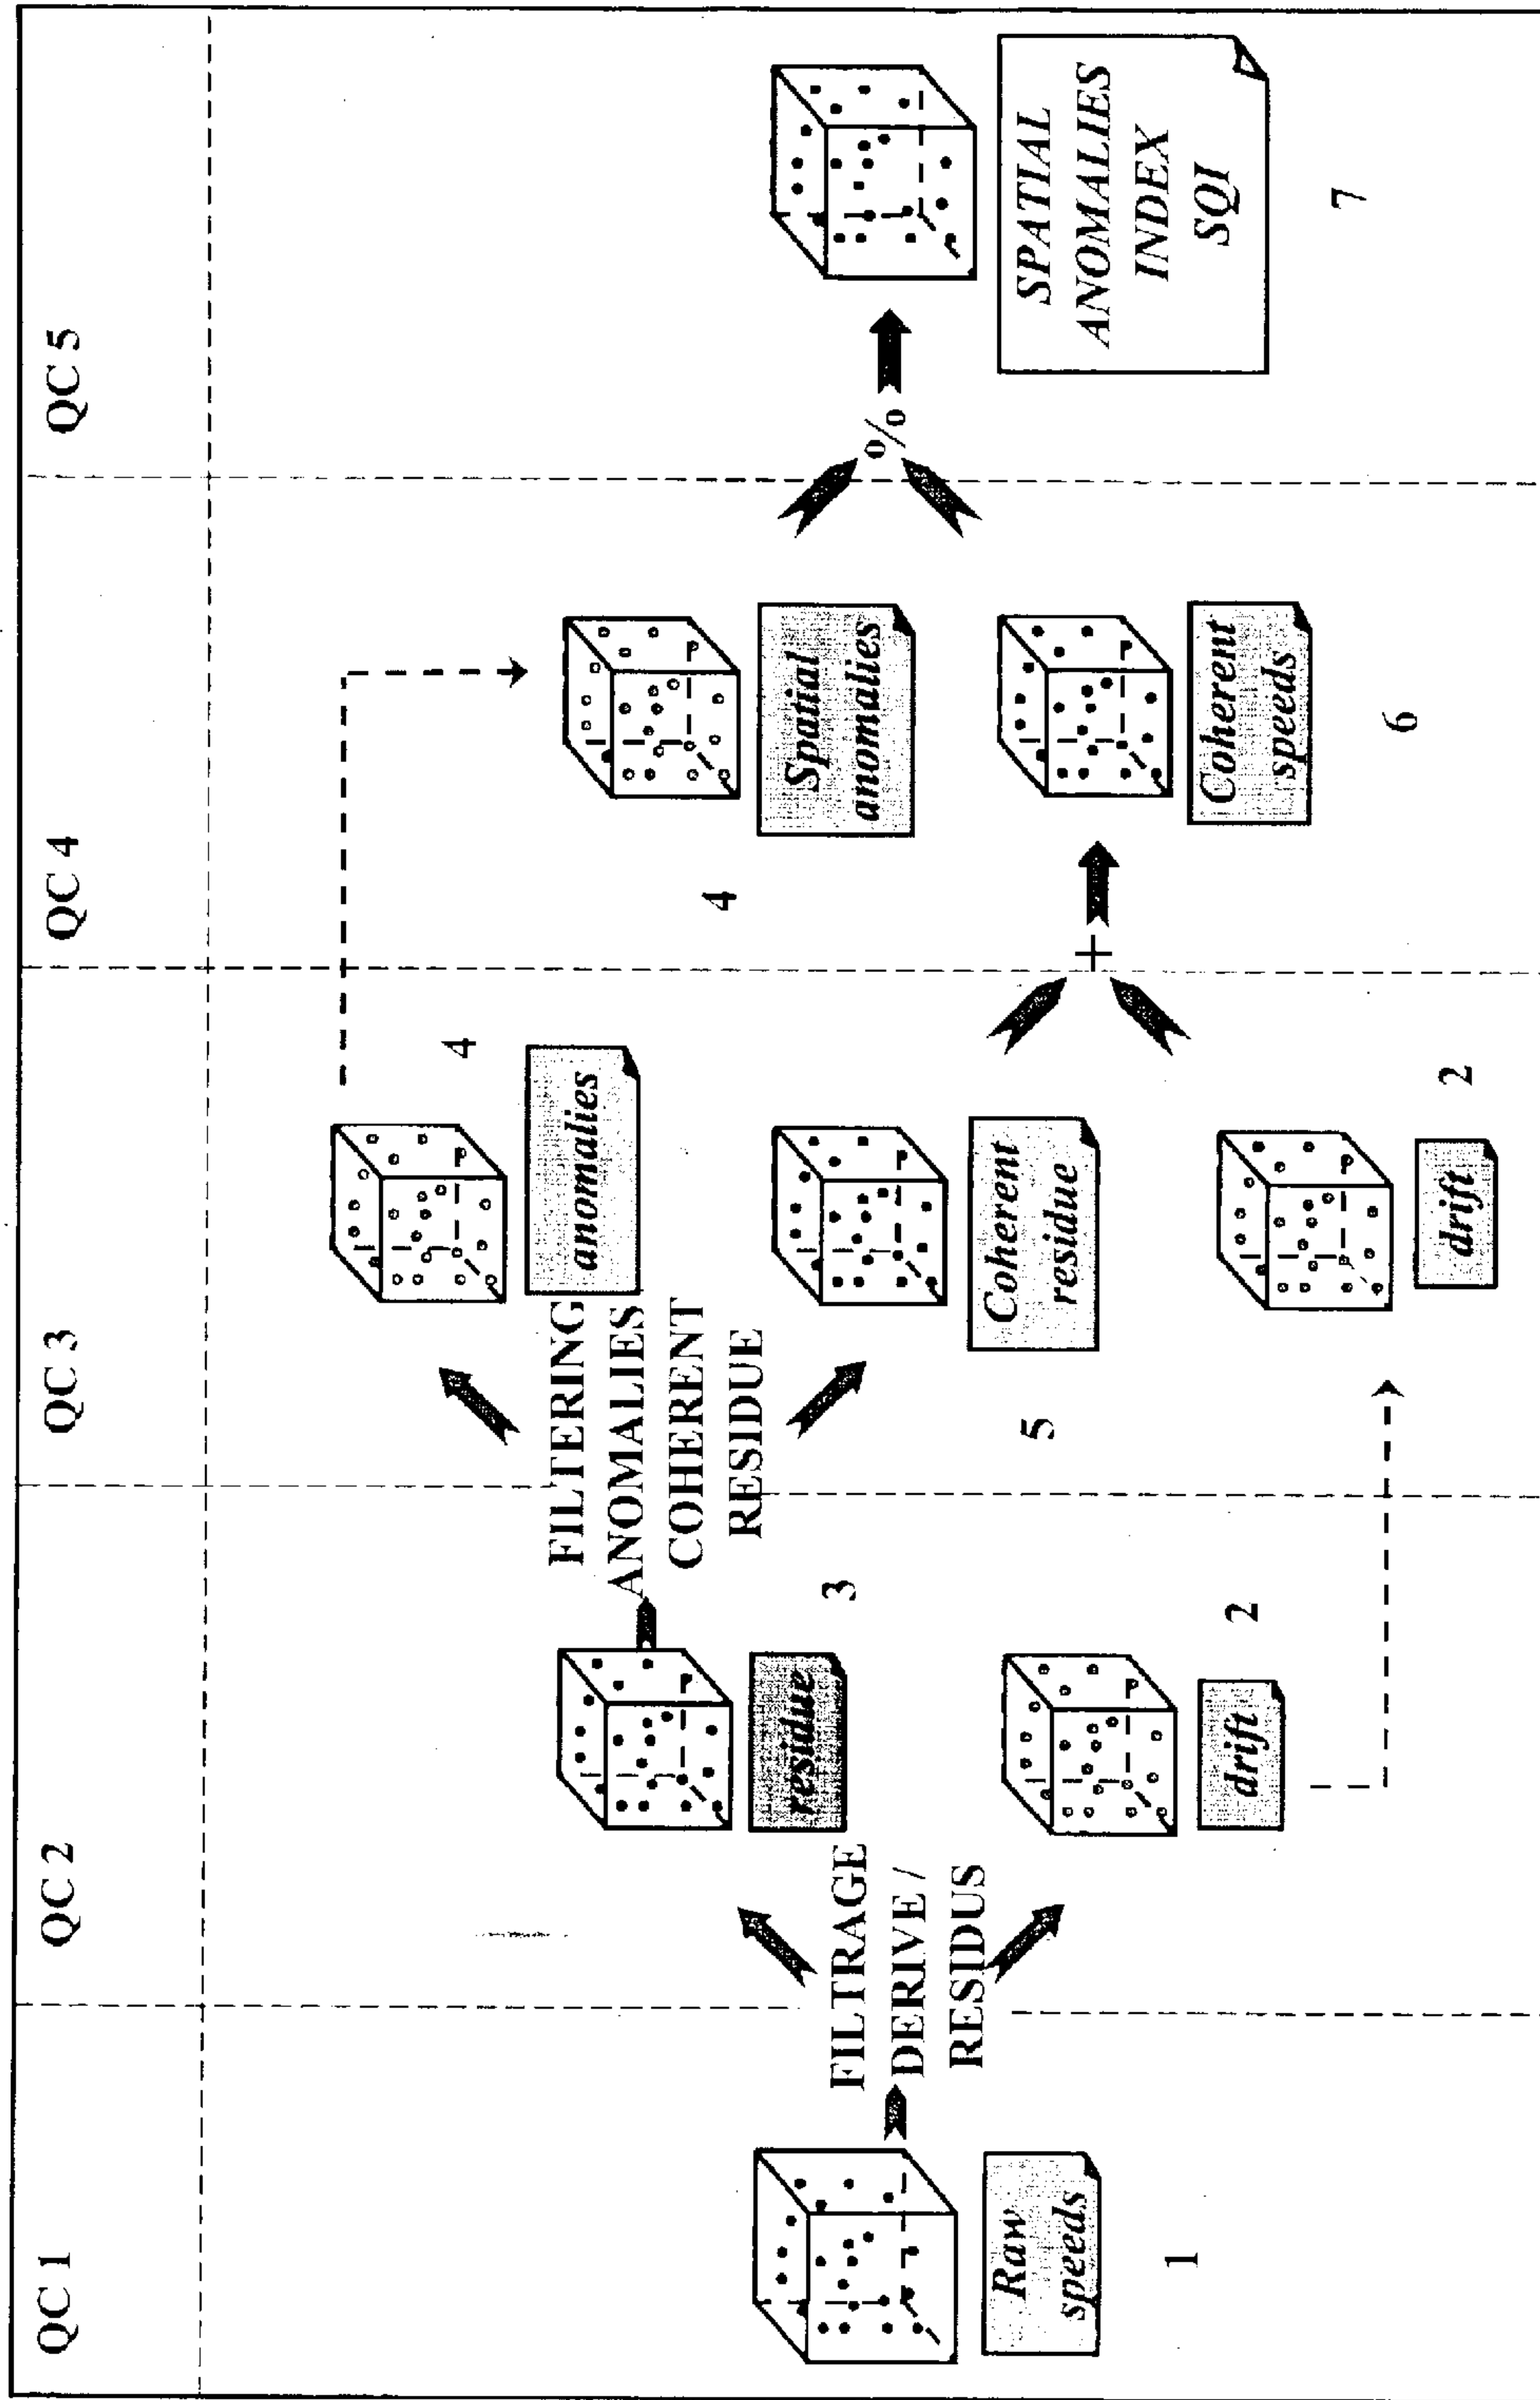 QC 1
QC 2
QC 3
QC 4
QC 5
Raw
speeds
1
FILTRAGE
DERIVE /
RESIDUS
residue
3
drift
2
FILTERING
ANOMALIES
COHERENT
RESIDUE
anomalies
4
Coherent
residue
5
drift
2
+
Spatial
anomalies
4
Coherent
speeds
6
%
SPATIAL
ANOMALIES
INDEX
SQI
7